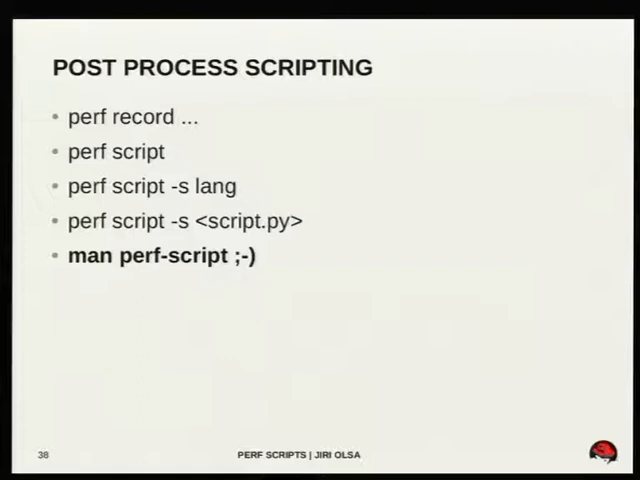 POST PROCESS SCRIPTING
• perf record ...
• perf script
• perf script -s lang
• perf script -s <script.py>
• man perf-script ;-)
38
PERF SCRIPTS | JIRI OLSA